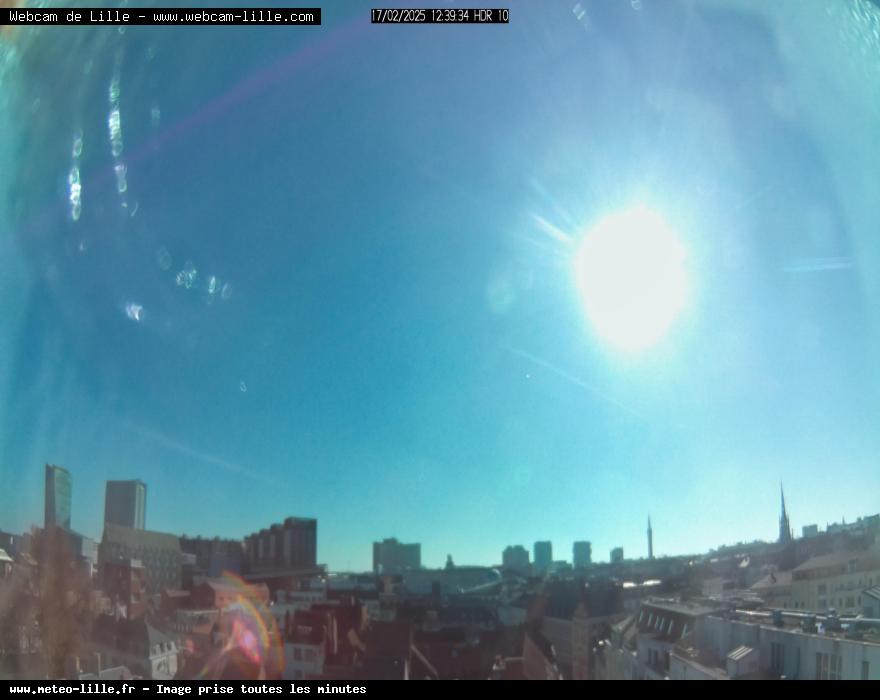 Webcam de Lille - www.webcam-lille.com
17/02/2025 12:39:34 HDR 10
www.meteo-lille.fr - Image prise toutes les minutes